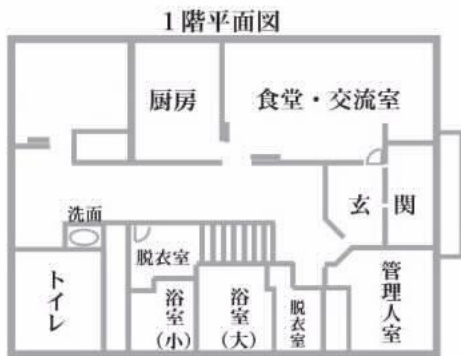 1階平面図
厨房
食堂・交流室
玄関
洗面
トイレ
脱衣室
浴室
(小)
浴室
(大)
脱衣室
管理人室